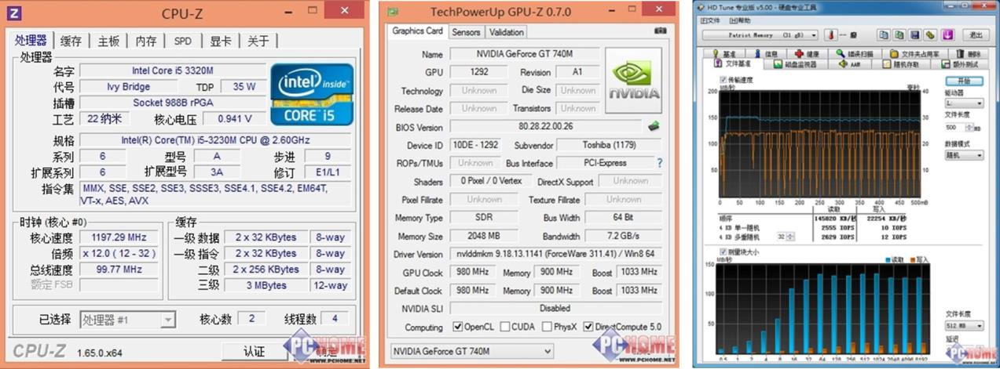 CPU-Z
处理器 缓存 主板 内存 SPD 显卡 关于
处理器
名字 Intel Core i5 3320M
代号 Ivy Bridge TDP 35 W
插槽 Socket 988B rPGA
工艺 22 纳米 核心电压 0.941 V
intel inside
CORE i5
规格 Intel(R) Core(TM) i5-3230M CPU @ 2.60GHz
系列 6 型号 A 步进 9
扩展系列 6 扩展型号 3A 修订 E1/L1
指令集 MMX, SSE, SSE2, SSE3, SSSE3, SSE4.1, SSE4.2, EM64T,
VT-x, AES, AVX
时钟 (核心 #0)
核心速度 1197.29 MHz
倍频 x 12.0 ( 12 - 32 )
总线速度 99.77 MHz
额定 FSB
缓存
一级 数据 2 x 32 KBytes 8-way
一级 指令 2 x 32 KBytes 8-way
二级 2 x 256 KBytes 8-way
三级 3 MBytes 12-way
已选择 处理器 #1 核心数 2 线程数 4
CPU-Z 1.65.0.x64 认证
PCHOME
WWW.PCHOME.NET
TechPowerUp GPU-Z 0.7.0
Graphics Card Sensors Validation
Name NVIDIA GeForce GT 740M
GPU 1292 Revision A1
Technology Unknown Die Size Unknown
Release Date Unknown Transistors Unknown
NVIDIA
BIOS Version 80.28.22.00.26
Device ID 10DE - 1292 Subvendor Toshiba (1179)
ROPs/TMUs Unknown Bus Interface PCI-Express ?
Shaders 0 Pixel / 0 Vertex DirectX Support Unknown
Pixel Fillrate Unknown Texture Fillrate Unknown
Memory Type SDR Bus Width 64 Bit
Memory Size 2048 MB Bandwidth 7.2 GB/s
Driver Version nvlddmkm 9.18.13.1141 (ForceWare 311.41) / Win8 64
GPU Clock 980 MHz Memory 900 MHz Boost 1033 MHz
Default Clock 980 MHz Memory 900 MHz Boost 1033 MHz
NVIDIA SLI Disabled
Computing OpenCL CUDA PhysX DirectCompute 5.0
NVIDIA GeForce GT 740M
PCHOME
WWW.PCHOME.NET
HD Tune 专业版 v5.00 - 硬盘专业工具
文件 帮助
Patriot Memory (31 gB) 退出
基准 信息 健康 错误扫描 文件夹占用率 删除
文件基准 磁盘监视器 AAM 随机存取 额外测试
传输速度
MB/秒 毫秒
200 40
150 30
100 20
50 10
0 50 100 150 200 250 300 350 400 450 500mB
开始
驱动器
L:
文件长度
500 MB
数据模式
随机
读取 写入
顺序 145020 KB/秒 22254 KB/秒
4 KB 单一随机 2555 IOPS 10 IOPS
4 KB 多重随机 32 2629 IOPS 12 IOPS
测量块大小
MB/秒 读取 写入
150
100
50
0.5 1 2 4 8 16 32 64 128 256 512 1024 2048 4096 8192
文件长度
512 MB
延迟
PCHOME
WWW.PCHOME.NET